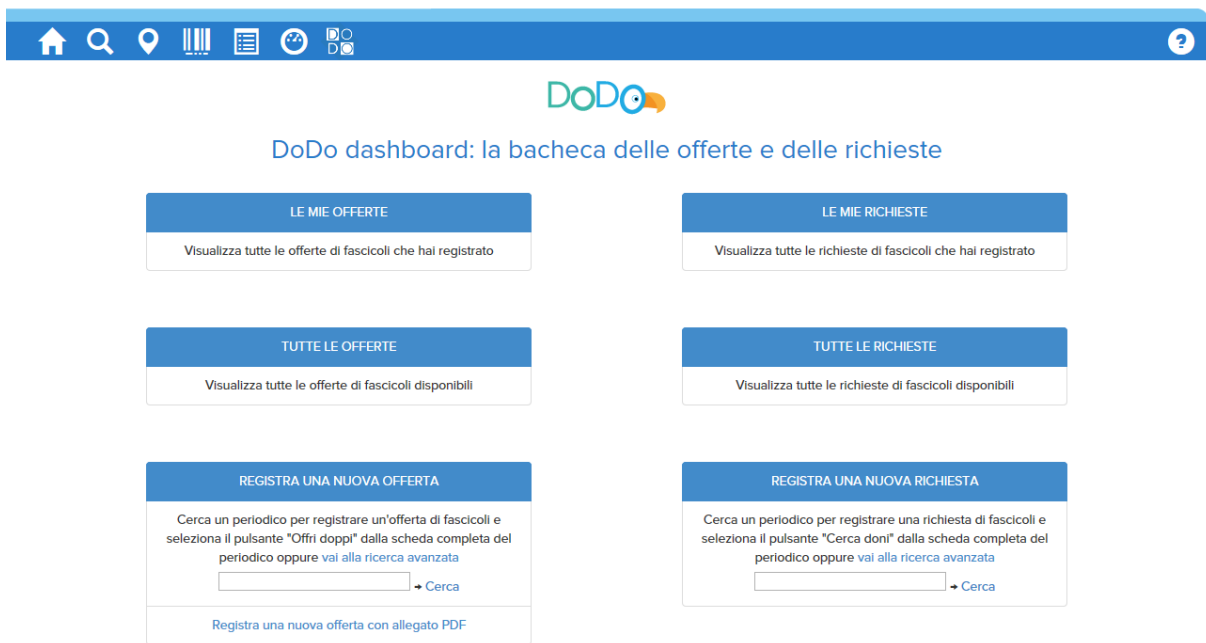 DO
DO
?
DoDo
DoDo dashboard: la bacheca delle offerte e delle richieste
LE MIE OFFERTE
Visualizza tutte le offerte di fascicoli che hai registrato
LE MIE RICHIESTE
Visualizza tutte le richieste di fascicoli che hai registrato
TUTTE LE OFFERTE
Visualizza tutte le offerte di fascicoli disponibili
TUTTE LE RICHIESTE
Visualizza tutte le richieste di fascicoli disponibili
REGISTRA UNA NUOVA OFFERTA
Cerca un periodico per registrare un'offerta di fascicoli e
seleziona il pulsante "Offri doppi" dalla scheda completa del
periodico oppure vai alla ricerca avanzata
→ Cerca
Registra una nuova offerta con allegato PDF
REGISTRA UNA NUOVA RICHIESTA
Cerca un periodico per registrare una richiesta di fascicoli e
seleziona il pulsante "Cerca doni" dalla scheda completa del
periodico oppure vai alla ricerca avanzata
→ Cerca